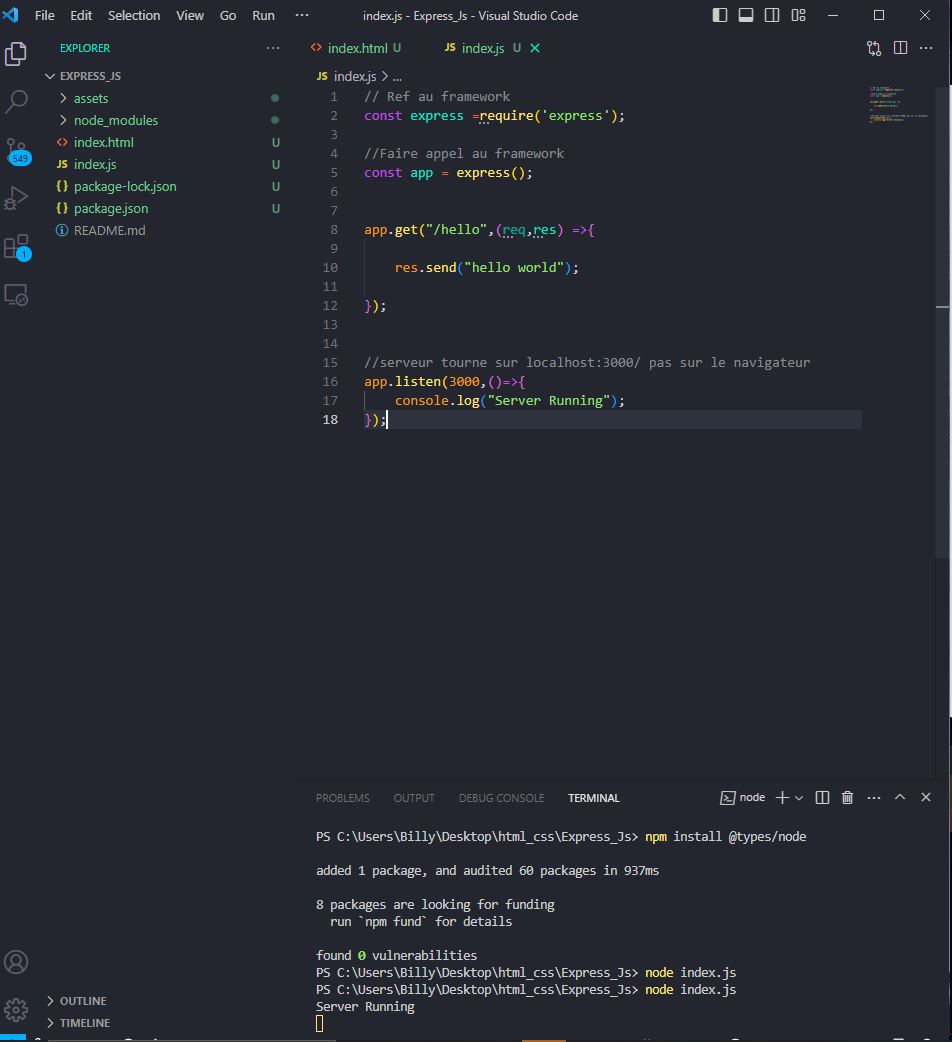 File Edit Selection View Go Run ... index.js - Express_Js - Visual Studio Code
EXPLORER ...
index.html U
index.js U
EXPRESS_JS
index.js > ...
assets
node_modules
index.html U
index.js U
package-lock.json U
package.json U
README.md
549
1
1 // Ref au framework
2 const express =require('express');
3
4 //Faire appel au framework
5 const app = express();
6
7
8 app.get("/hello",(req,res) =>{
9
10 res.send("hello world");
11
12 });
13
14
15 //serveur tourne sur localhost:3000/ pas sur le navigateur
16 app.listen(3000,()=>{
17 console.log("Server Running");
18 });
PROBLEMS OUTPUT DEBUG CONSOLE TERMINAL node
PS C:\Users\Billy\Desktop\html_css\Express_Js> npm install @types/node
added 1 package, and audited 60 packages in 937ms
8 packages are looking for funding
run `npm fund` for details
found 0 vulnerabilities
PS C:\Users\Billy\Desktop\html_css\Express_Js> node index.js
PS C:\Users\Billy\Desktop\html_css\Express_Js> node index.js
Server Running
OUTLINE
TIMELINE